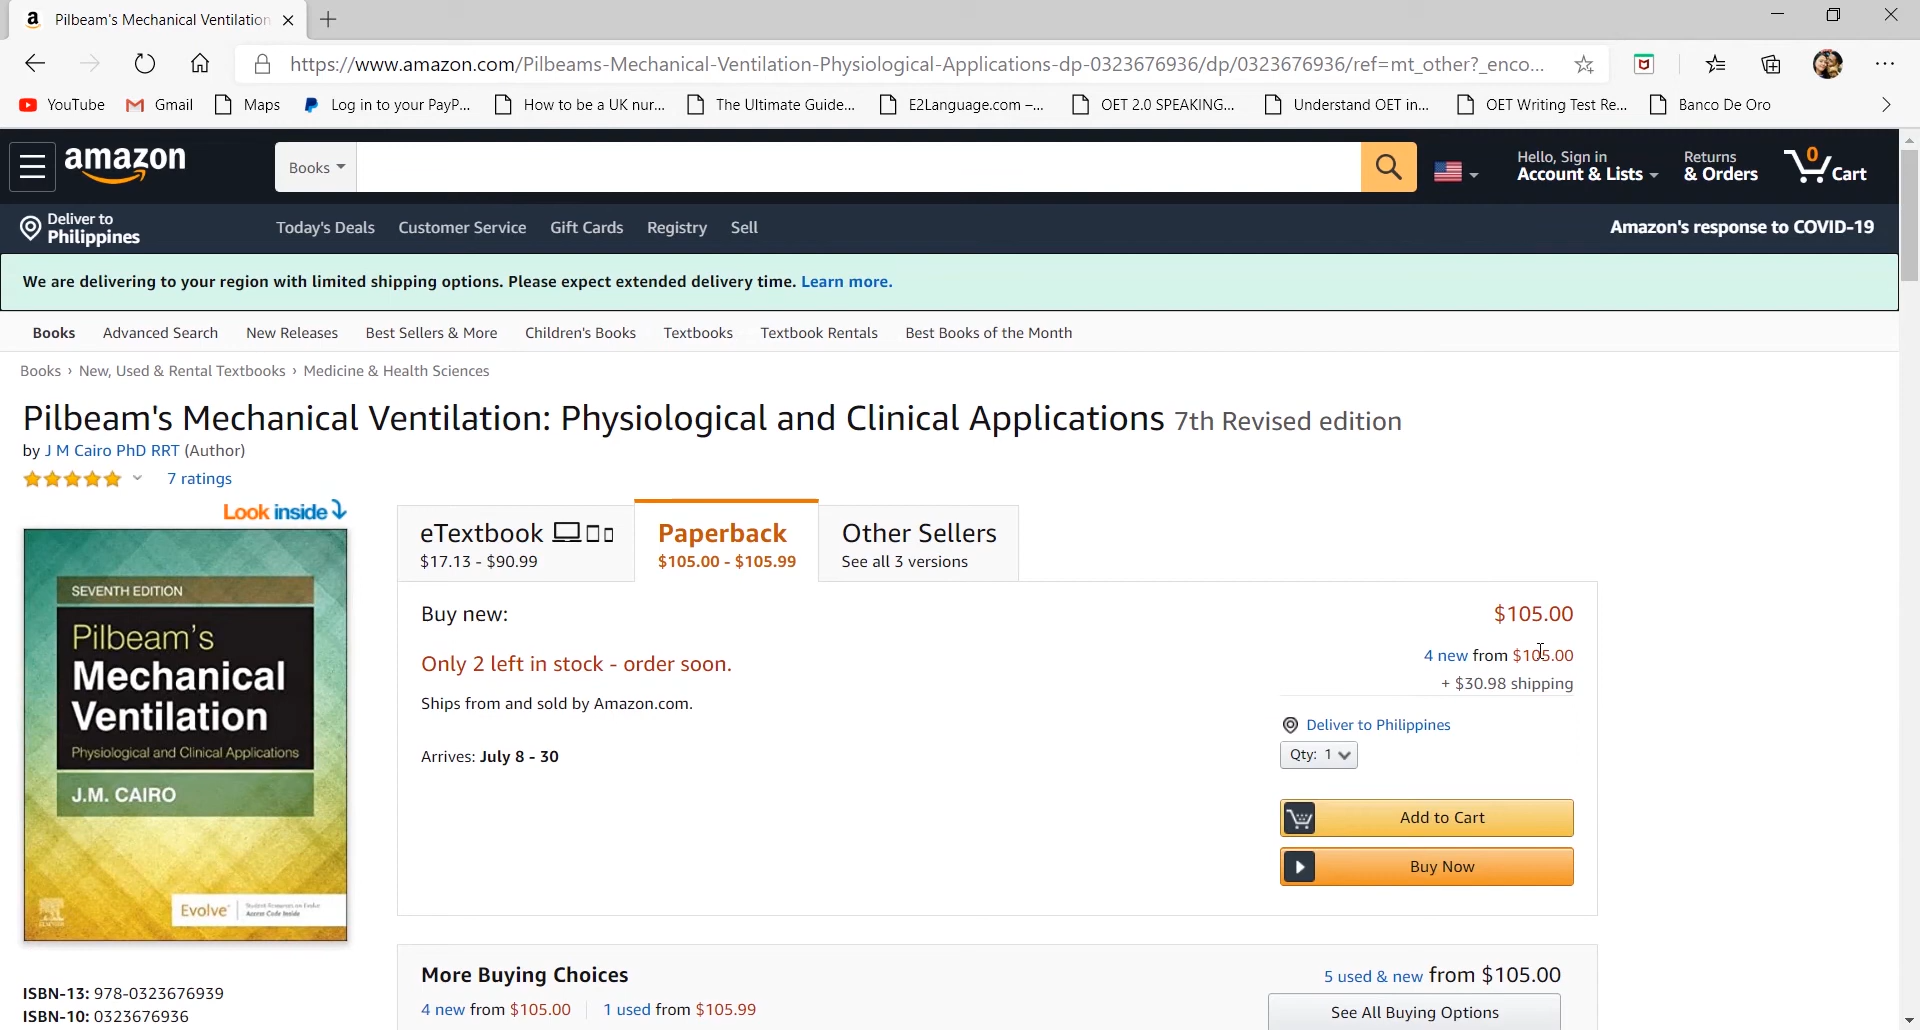 Pilbeam's Mechanical Ventilation
https://www.amazon.com/Pilbeams-Mechanical-Ventilation-Physiological-Applications-dp-0323676936/dp/0323676936/ref=mt_other?_enco...
YouTube Gmail Maps Log in to your PayP... How to be a UK nur... The Ultimate Guide... E2Language.com –... OET 2.0 SPEAKING... Understand OET in... OET Writing Test Re... Banco De Oro
amazon
Books
Hello, Sign in
Account & Lists
Returns
& Orders
0
Cart
Deliver to
Philippines
Today's Deals Customer Service Gift Cards Registry Sell
Amazon's response to COVID-19
We are delivering to your region with limited shipping options. Please expect extended delivery time. Learn more.
Books Advanced Search New Releases Best Sellers & More Children's Books Textbooks Textbook Rentals Best Books of the Month
Books › New, Used & Rental Textbooks › Medicine & Health Sciences
Pilbeam's Mechanical Ventilation: Physiological and Clinical Applications 7th Revised edition
by J M Cairo PhD RRT (Author)
7 ratings
Look inside
SEVENTH EDITION
Pilbeam's
Mechanical
Ventilation
Physiological and Clinical Applications
J.M. CAIRO
Evolve
Student Resources on Evolve
Access Code Inside
ELSEVIER
ISBN-13: 978-0323676939
ISBN-10: 0323676936
eTextbook
$17.13 - $90.99
Paperback
$105.00 - $105.99
Other Sellers
See all 3 versions
Buy new:
$105.00
Only 2 left in stock - order soon.
4 new from $105.00
+ $30.98 shipping
Ships from and sold by Amazon.com.
Deliver to Philippines
Arrives: July 8 - 30
Qty: 1
Add to Cart
Buy Now
More Buying Choices
5 used & new from $105.00
4 new from $105.00 1 used from $105.99
See All Buying Options